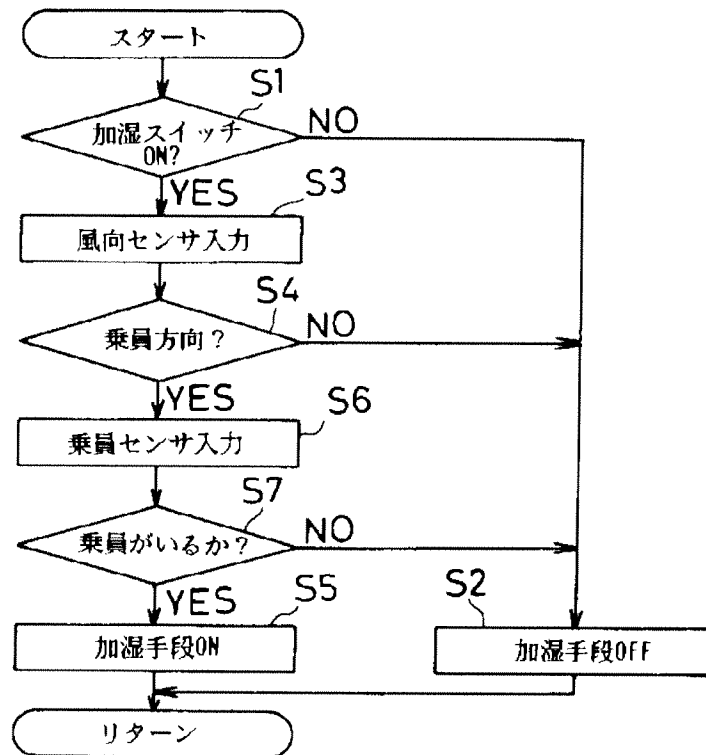 スタート
S1
加湿スイッチ
ON?
NO
YES
S3
風向センサ入力
S4
乗員方向?
NO
YES
S6
乗員センサ入力
S7
乗員がいるか?
NO
YES
S5
加湿手段ON
S2
加湿手段OFF
リターン